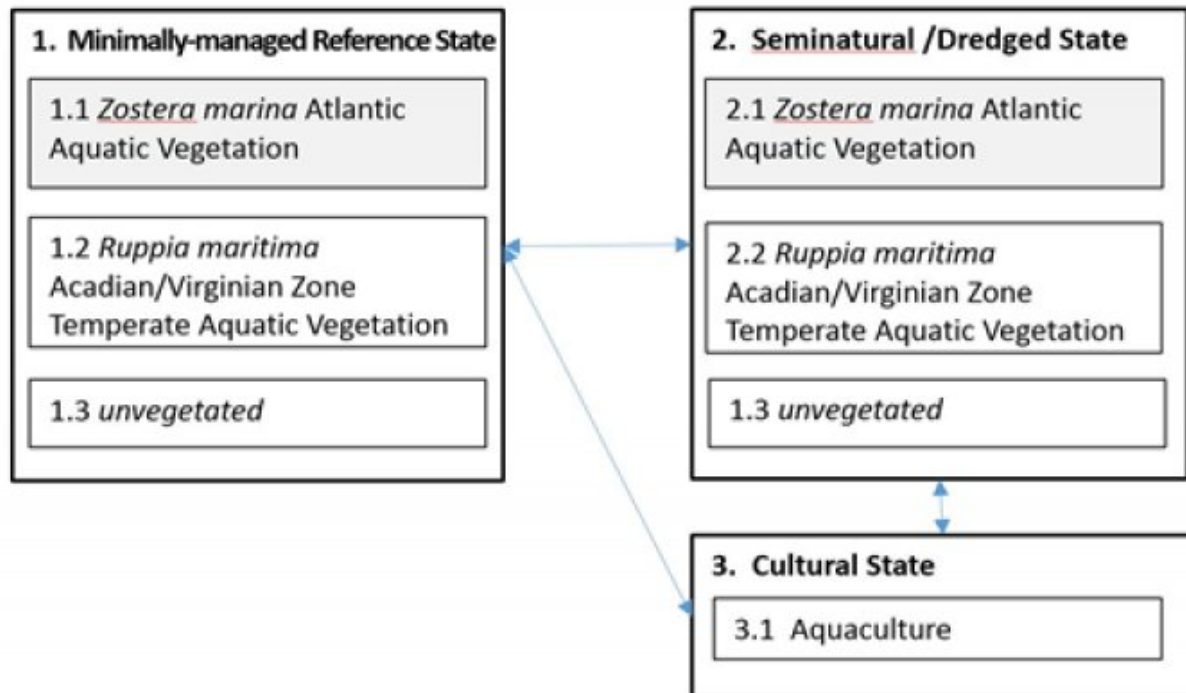 1. Minimally-managed Reference State
1.1 Zostera marina Atlantic
Aquatic Vegetation
1.2 Ruppia maritima
Acadian/Virginian Zone
Temperate Aquatic Vegetation
1.3 unvegetated
2. Seminatural /Dredged State
2.1 Zostera marina Atlantic
Aquatic Vegetation
2.2 Ruppia maritima
Acadian/Virginian Zone
Temperate Aquatic Vegetation
1.3 unvegetated
3. Cultural State
3.1 Aquaculture